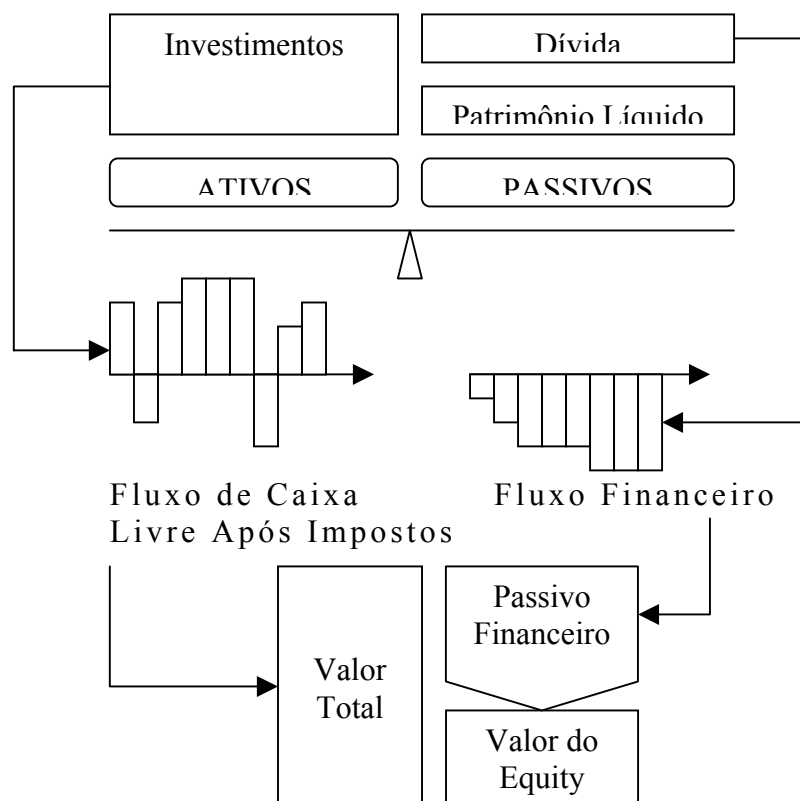 Investimentos
Dívida
Patrimônio Líquido
ATIVOS
PASSIVOS
Fluxo de Caixa
Livre Após Impostos
Fluxo Financeiro
Passivo
Financeiro
Valor
Total
Valor do
Equity